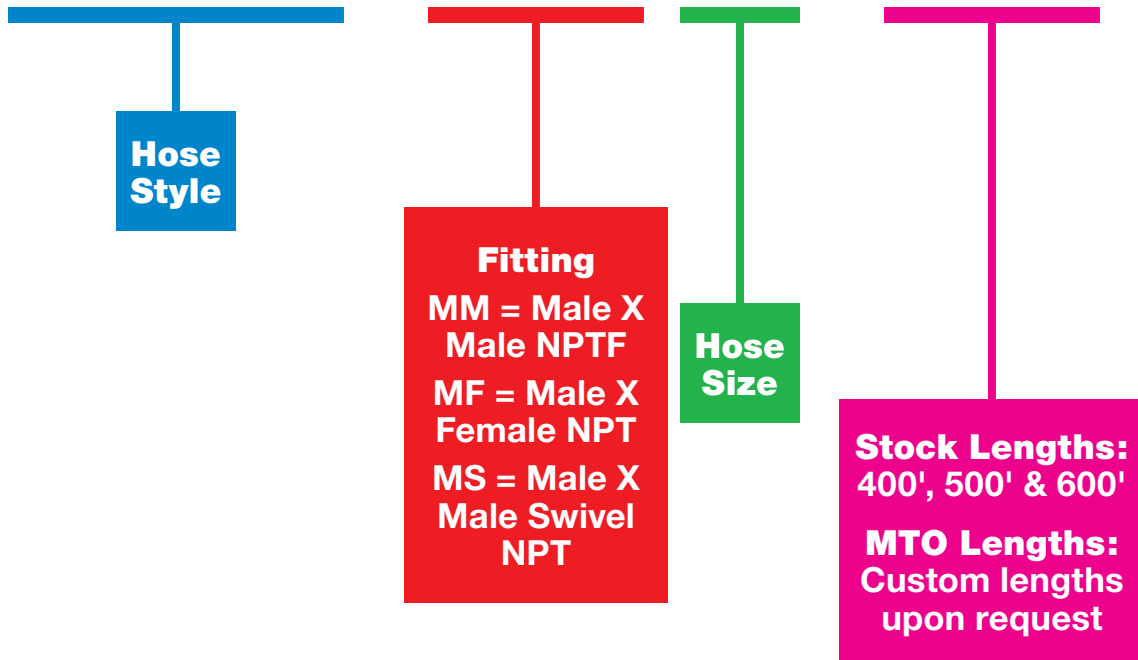 Hose
Style
Fitting
MM = Male X
Male NPTF
MF = Male X
Female NPT
MS = Male X
Male Swivel
NPT
Hose
Size
Stock Lengths:
400', 500' & 600'
MTO Lengths:
Custom lengths
upon request